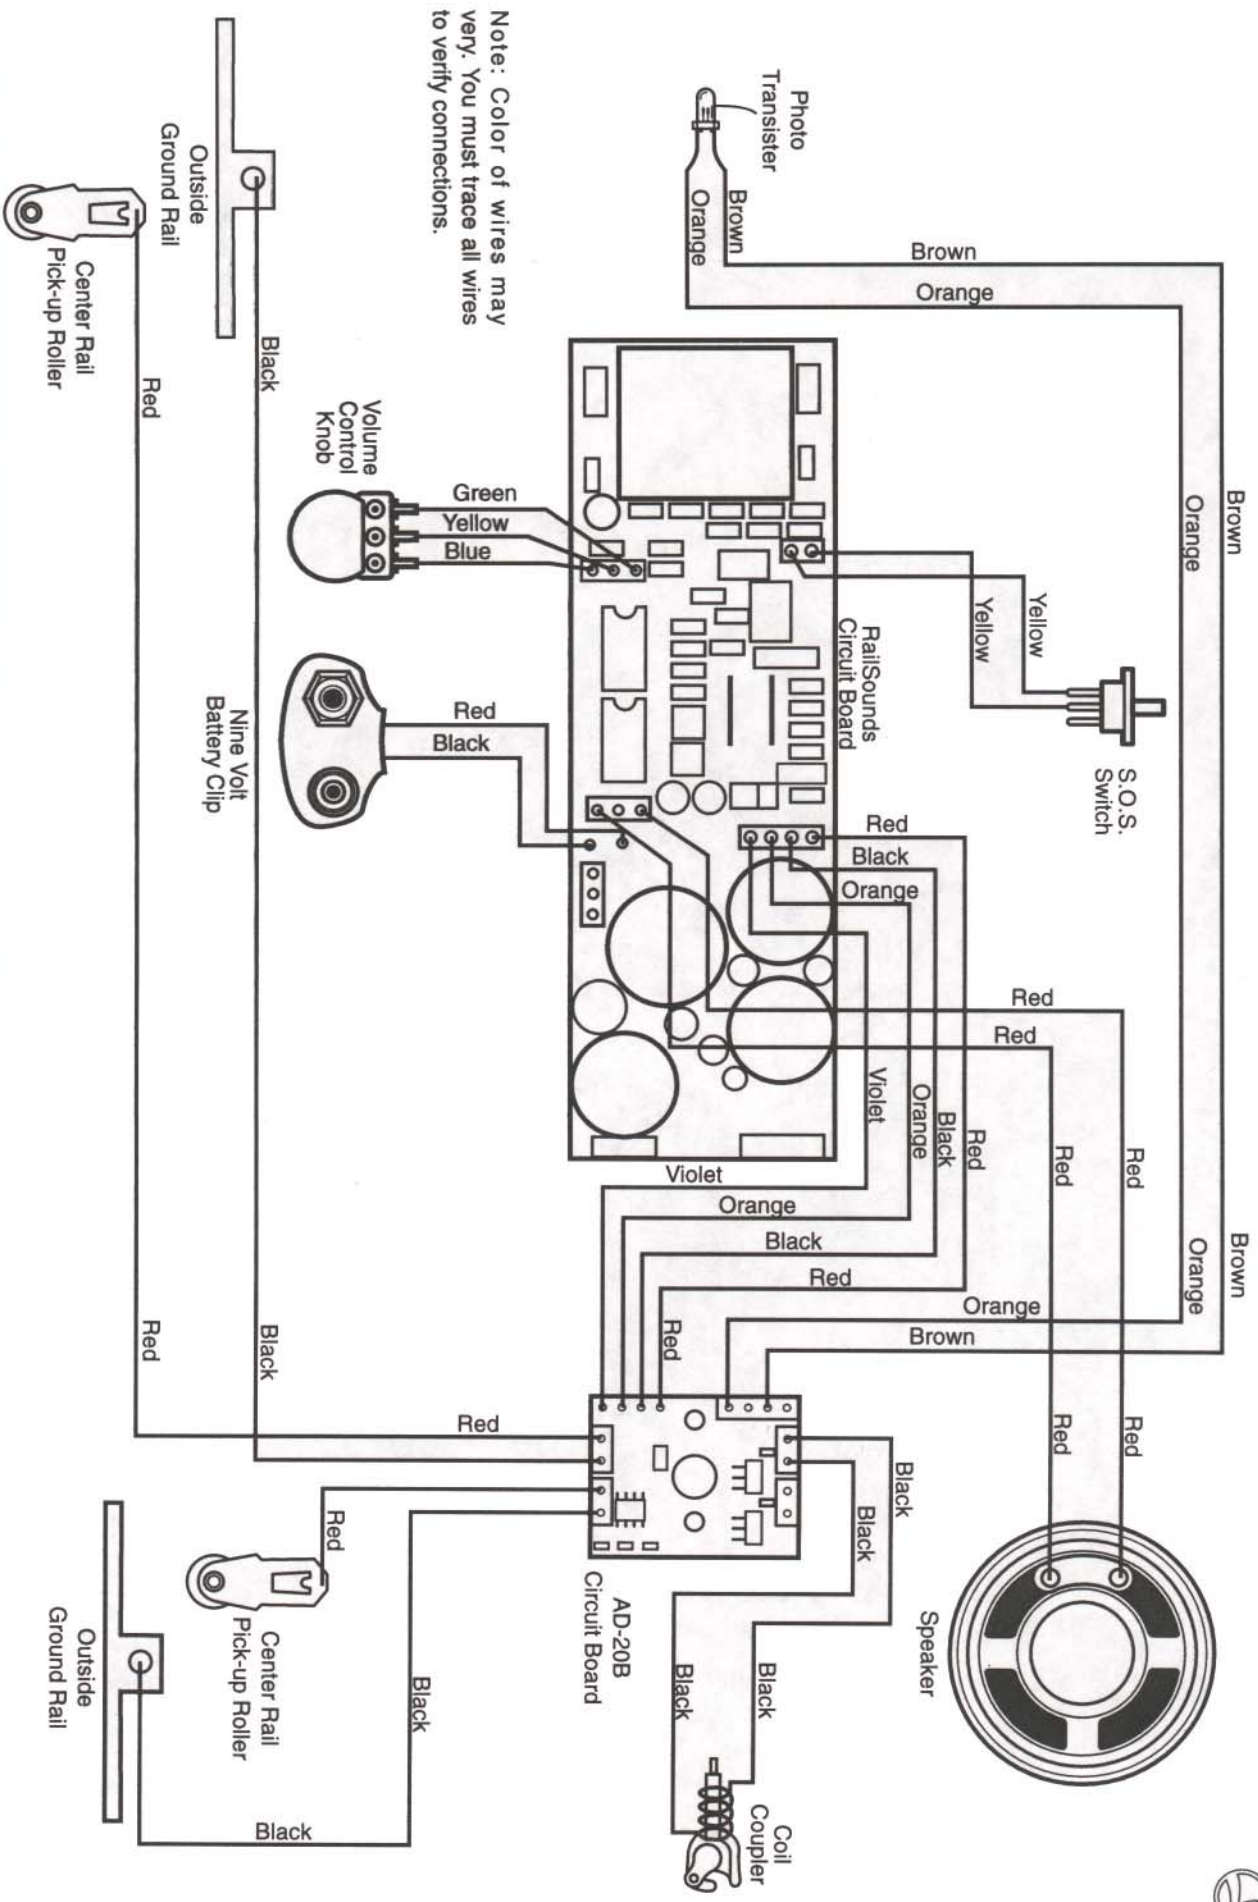 Note: Color of wires may
very. You must trace all wires
to verify connections.
Photo
Transister
Brown
Orange
Brown
Orange
Brown
Orange
Brown
Orange
Orange
Brown
Outside
Ground Rail
Center Rail
Pick-up Roller
Black
Red
Volume
Control
Knob
Green
Yellow
Blue
Nine Volt
Battery Clip
Red
Black
RailSounds
Circuit Board
Yellow
Yellow
S.O.S.
Switch
Red
Black
Orange
Violet
Orange
Black
Red
Red
Red
Red
Red
Violet
Orange
Black
Red
Red
Red
Red
Black
Red
Red
AD-20B
Circuit Board
Black
Black
Speaker
Red
Center Rail
Pick-up Roller
Outside
Ground Rail
Black
Black
Black
Black
Coil
Coupler